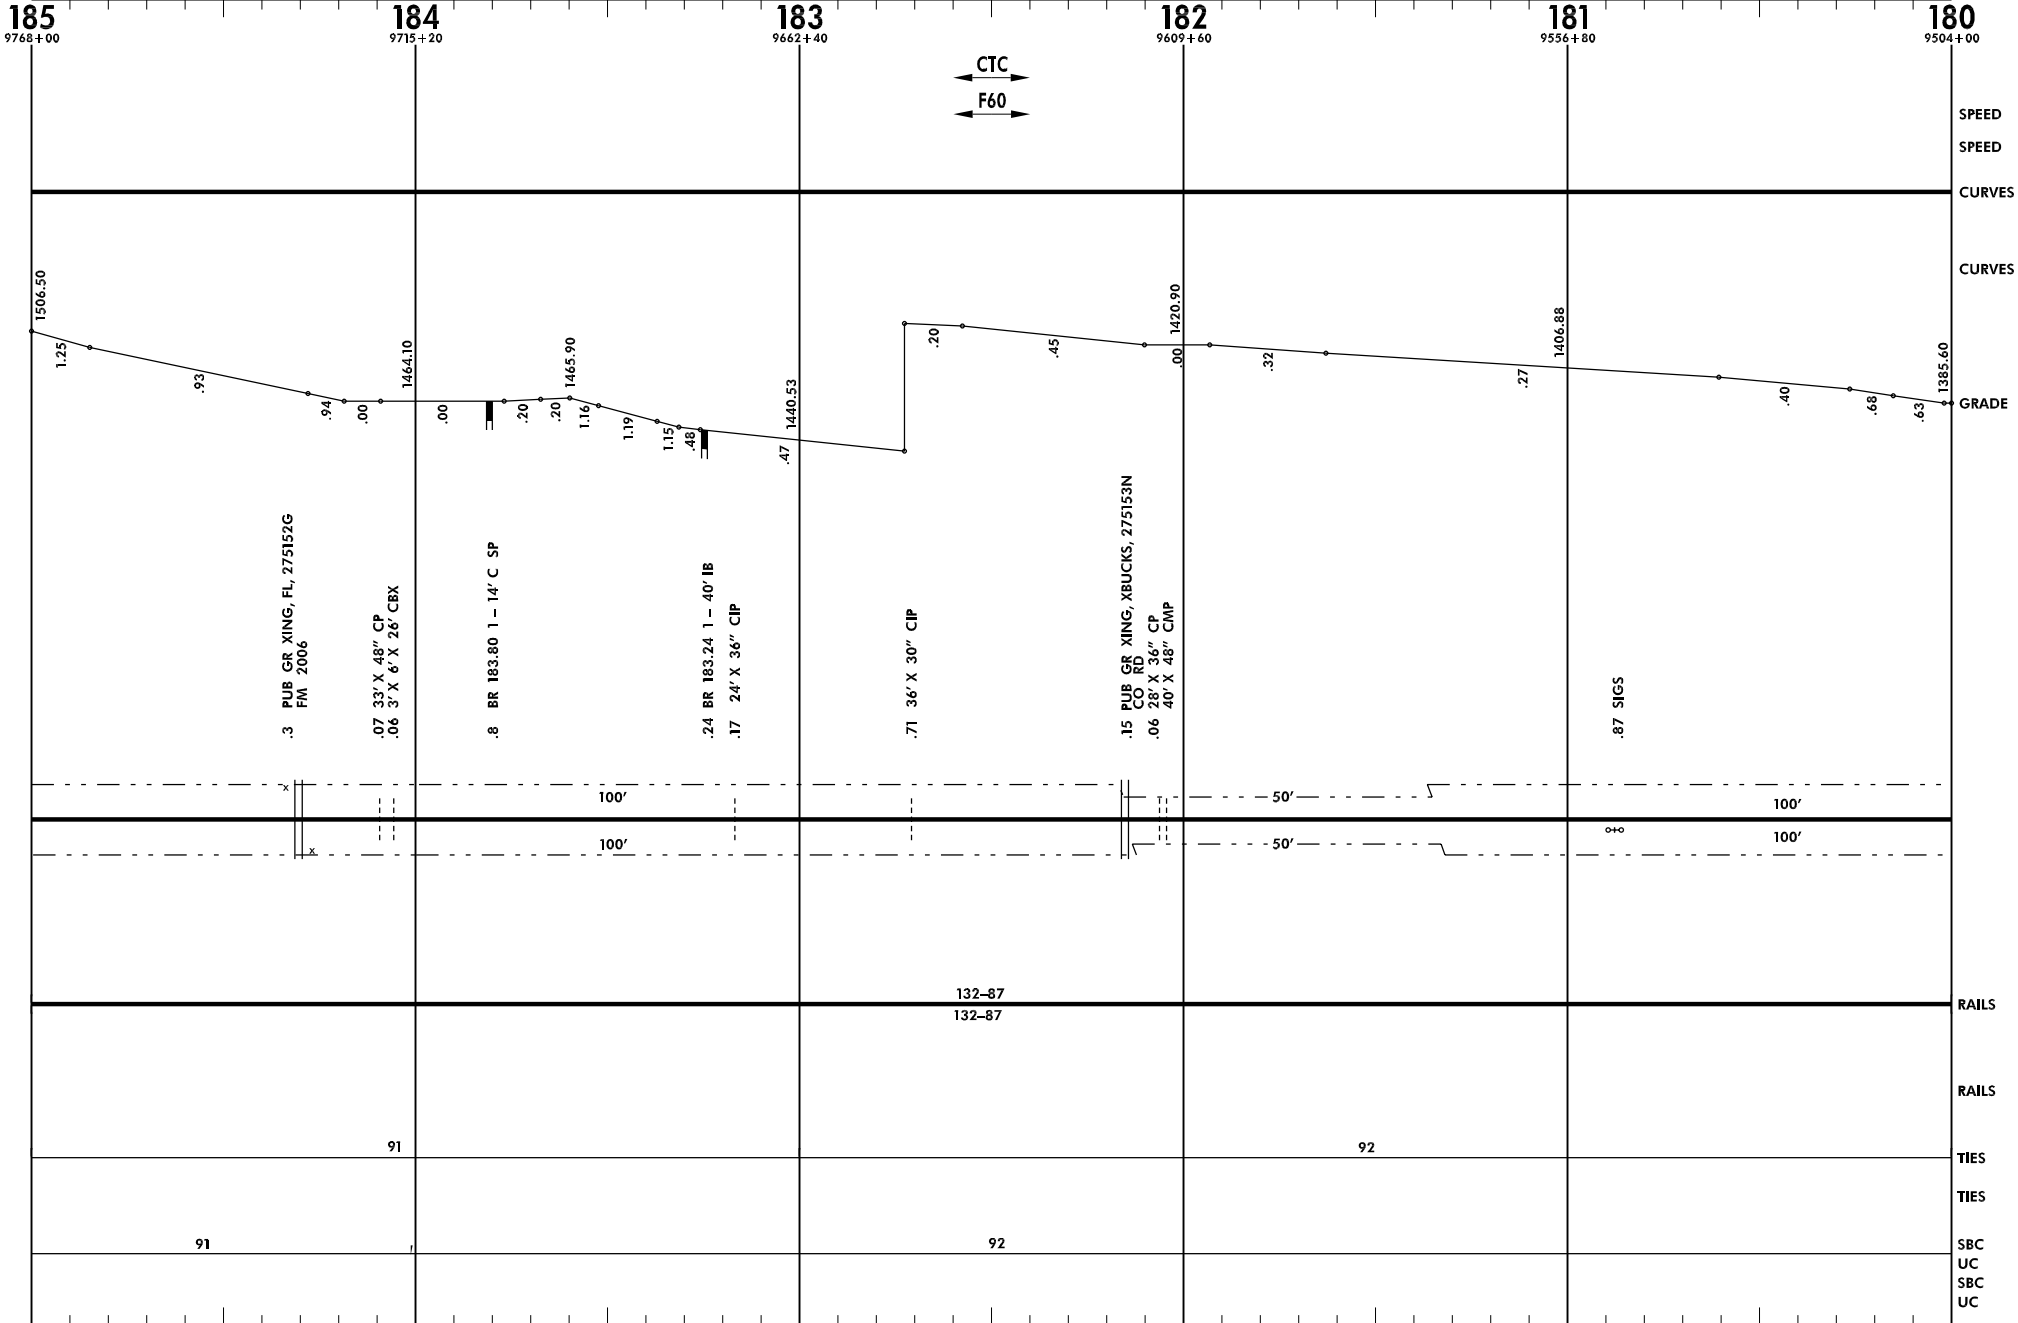 185
184
183
182
181
180
9768+00
9715+20
9662+40
9609+60
9556+80
9504+00
CTC
F60
SPEED
SPEED
CURVES
CURVES
1506.50
1.25
.93
.94
.00
1464.10
.00
.20
.20
1465.90
1.16
1.19
1.15
.48
1440.53
.47
.20
.45
1420.90
.00
.32
1406.88
.27
.40
.68
.63
1385.60
GRADE
.3 PUB GR XING, FL, 275152G
FM 2006
.07 33' X 48" CP
.06 3' X 6' X 26' CBX
.8 BR 183.80 1 – 14' C SP
.24 BR 183.24 1 – 40' IB
.17 24' X 36" CIP
.71 36' X 30" CIP
.15 PUB GR XING, XBUCKS, 275153N
CO RD
.06 28' X 36" CP
40' X 48" CMP
.87 SIGS
100'
50'
100'
100'
50'
100'
132–87
RAILS
132–87
RAILS
91
92
TIES
TIES
91
92
SBC
UC
SBC
UC